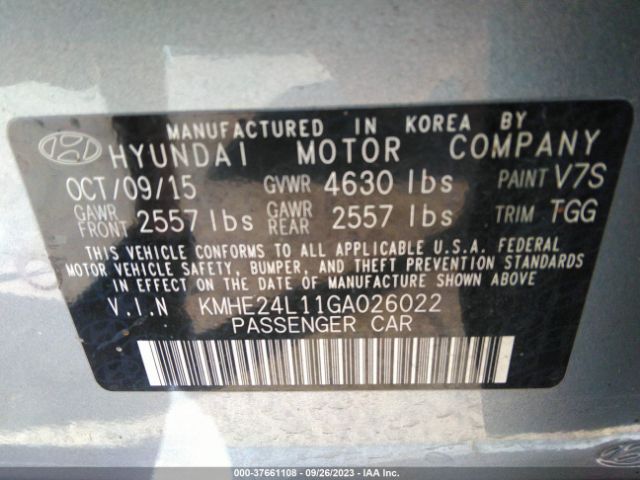 MANUFACTURED IN KOREA BY
HYUNDAI MOTOR COMPANY
OCT/09/15 GVWR 4630 lbs PAINT V7S
GAWR FRONT 2557 lbs GAWR REAR 2557 lbs TRIM TGG
THIS VEHICLE CONFORMS TO ALL APPLICABLE U.S.A. FEDERAL
MOTOR VEHICLE SAFETY, BUMPER, AND THEFT PREVENTION STANDARDS
IN EFFECT ON THE DATE OF MANUFACTURE SHOWN ABOVE
V.I.N KMHE24L11GA026022
PASSENGER CAR
000-37661108 - 09/26/2023 - IAA Inc.